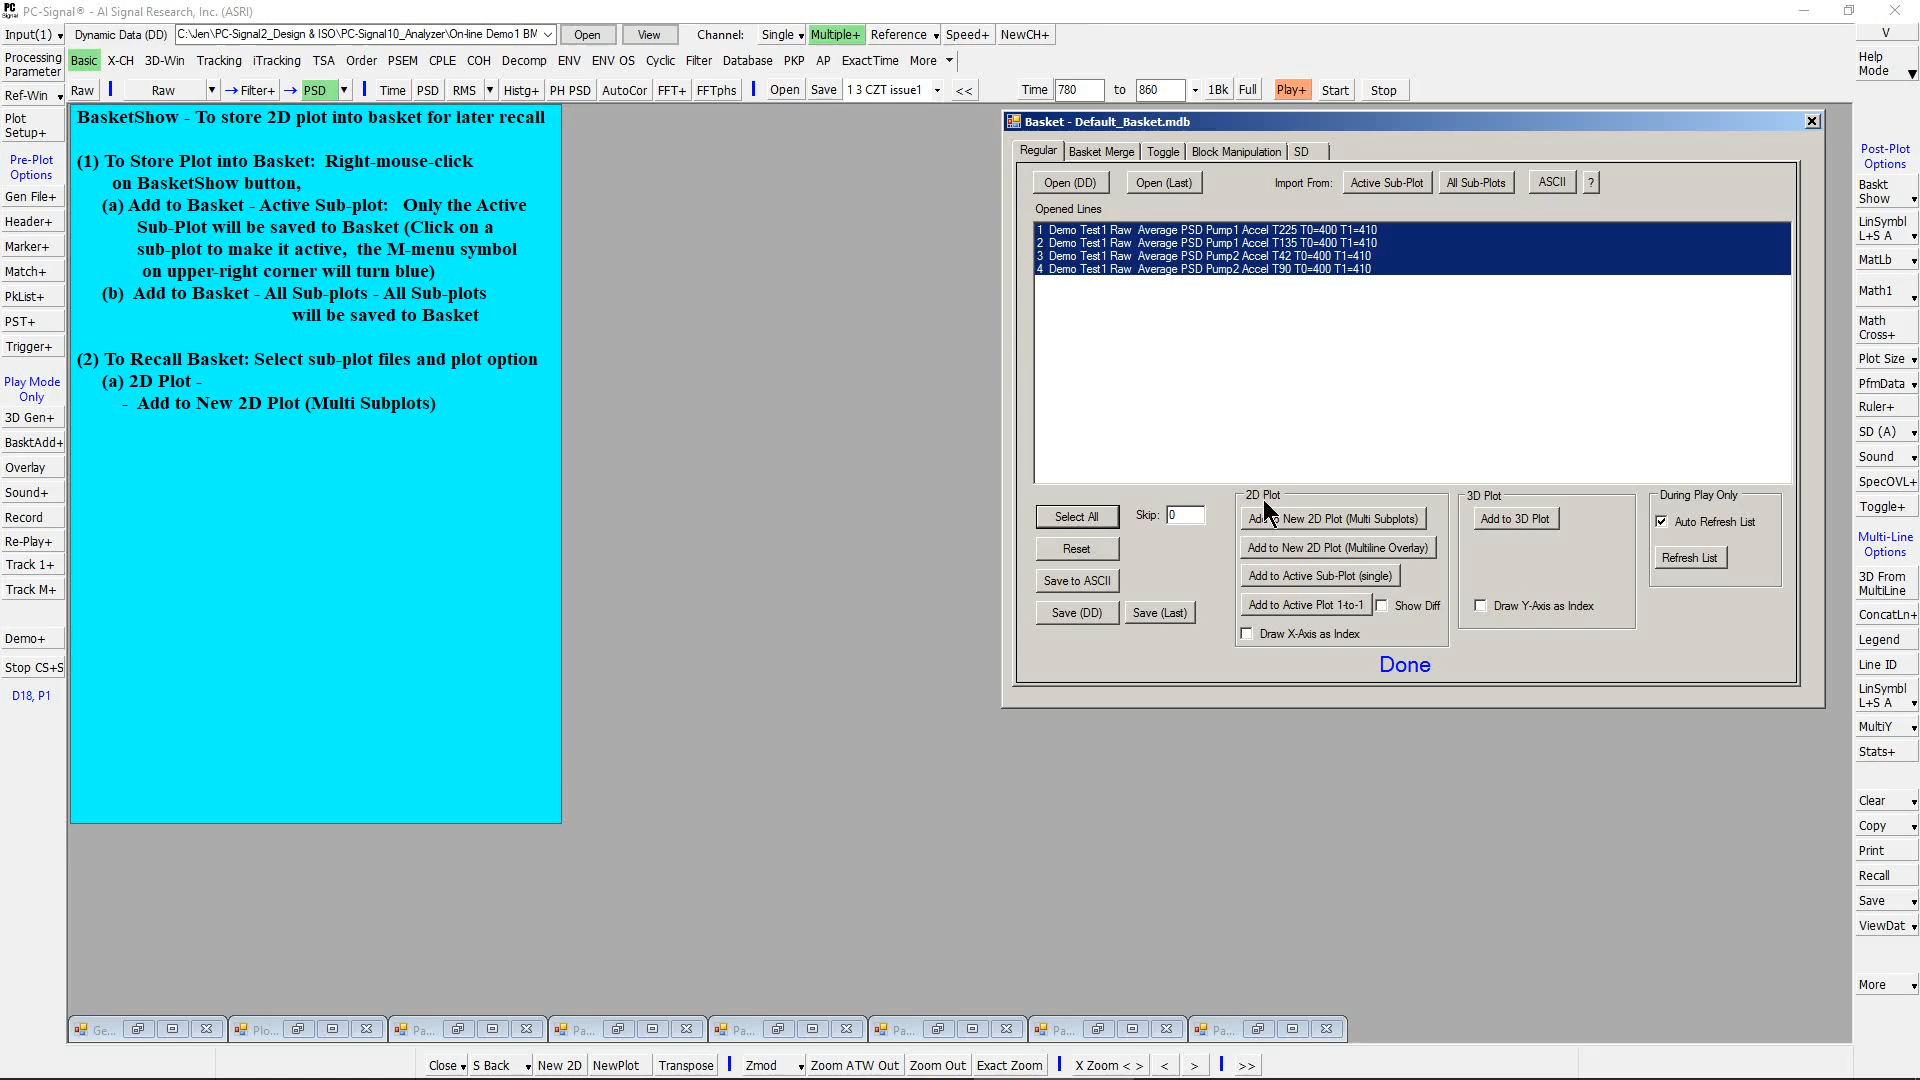 PC-Signal® - AI Signal Research, Inc. (ASRI)
Input(1) Dynamic Data (DD) C:\Jen\PC-Signal2_Design & ISO\PC-Signal10_Analyzer\On-line Demo1 BM Open View Channel: Single Multiple+ Reference Speed+ NewCH+ V
Processing Parameter Basic X-CH 3D-Win Tracking iTracking TSA Order PSEM CPLE COH Decomp ENV ENV OS Cyclic Filter Database PKP AP ExactTime More Help Mode
Ref-Win Raw Raw Filter+ PSD Time PSD RMS Histg+ PH PSD AutoCor FFT+ FFTphs Open Save 1 3 CZT issue1 << Time 780 to 860 1Bk Full Play+ Start Stop
Plot
Setup+
Pre-Plot
Options
Gen File+
Header+
Marker+
Match+
PkList+
PST+
Trigger+
Play Mode
Only
3D Gen+
BasktAdd+
Overlay
Sound+
Record
Re-Play+
Track 1+
Track M+
Demo+
Stop CS+S
D18, P1
BasketShow - To store 2D plot into basket for later recall
(1) To Store Plot into Basket: Right-mouse-click
on BasketShow button,
(a) Add to Basket - Active Sub-plot: Only the Active
Sub-Plot will be saved to Basket (Click on a
sub-plot to make it active, the M-menu symbol
on upper-right corner will turn blue)
(b) Add to Basket - All Sub-plots - All Sub-plots
will be saved to Basket
(2) To Recall Basket: Select sub-plot files and plot option
(a) 2D Plot -
- Add to New 2D Plot (Multi Subplots)
Basket - Default_Basket.mdb
Regular Basket Merge Toggle Block Manipulation SD
Open (DD) Open (Last) Import From: Active Sub-Plot All Sub-Plots ASCII ?
Opened Lines
1 Demo Test1 Raw Average PSD Pump1 Accel T225 T0=400 T1=410
2 Demo Test1 Raw Average PSD Pump1 Accel T135 T0=400 T1=410
3 Demo Test1 Raw Average PSD Pump2 Accel T42 T0=400 T1=410
4 Demo Test1 Raw Average PSD Pump2 Accel T90 T0=400 T1=410
Select All Skip: 0
Reset
Save to ASCII
Save (DD) Save (Last)
2D Plot
New 2D Plot (Multi Subplots)
Add to New 2D Plot (Multiline Overlay)
Add to Active Sub-Plot (single)
Add to Active Plot 1-to-1 Show Diff
Draw X-Axis as Index
3D Plot
Add to 3D Plot
Draw Y-Axis as Index
During Play Only
Auto Refresh List
Refresh List
Done
Post-Plot
Options
Baskt
Show
LinSymbl
L+S A
MatLb
Math1
Math
Cross+
Plot Size
PfmData
Ruler+
SD (A)
Sound
SpecOVL+
Toggle+
Multi-Line
Options
3D From
MultiLine
ConcatLn+
Legend
Line ID
LinSymbl
L+S A
MultiY
Stats+
Clear
Copy
Print
Recall
Save
ViewDat
More
Ge... Plo... Pa... Pa... Pa... Pa... Pa... Pa...
Close S Back New 2D NewPlot Transpose Zmod Zoom ATW Out Zoom Out Exact Zoom X Zoom < > < > >>